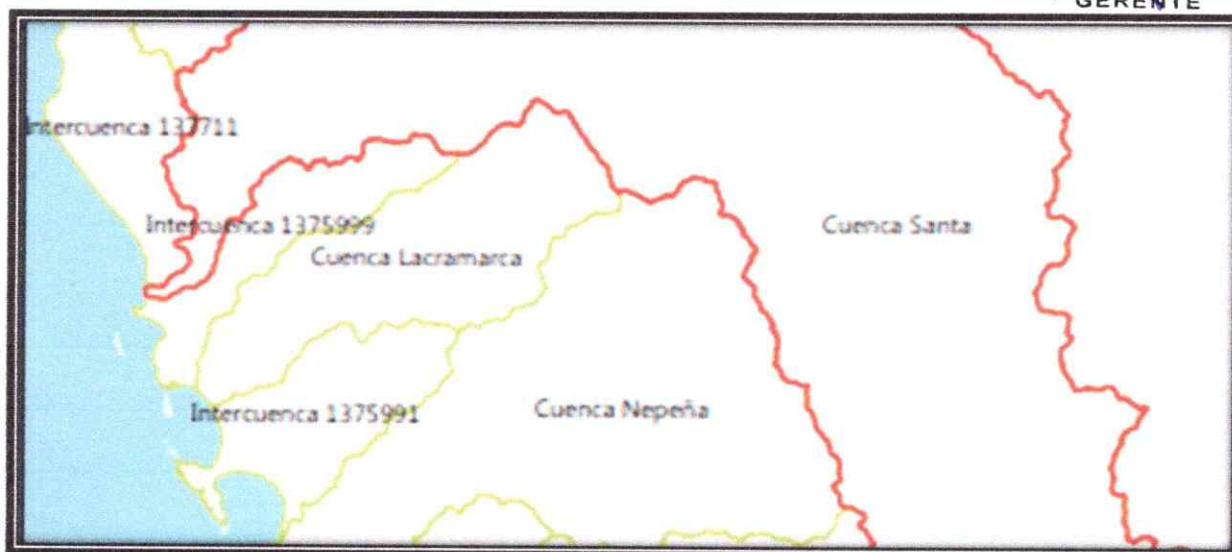 GERENTE
Intercuenca 137711
Intercuenca 1375999
Cuenca Santa
Cuenca Lacramarca
Intercuenca 1375991
Cuenca Nepeña